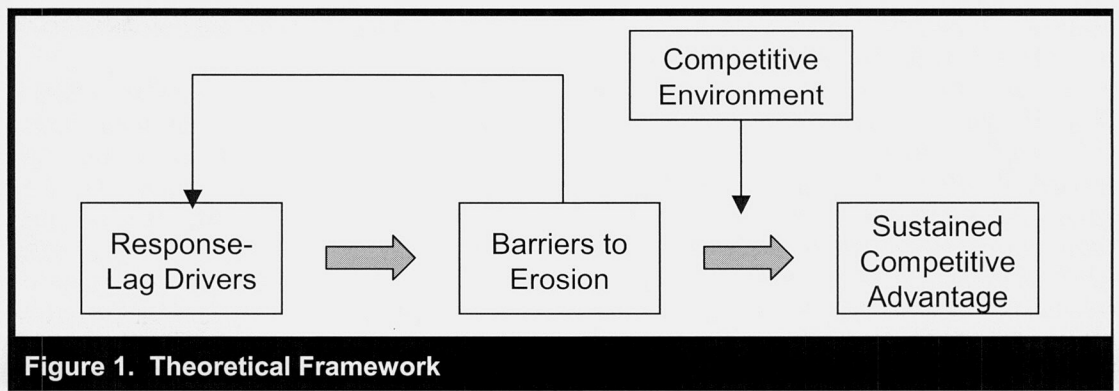 Competitive
Environment
Response-
Lag Drivers
Barriers to
Erosion
Sustained
Competitive
Advantage
Figure 1. Theoretical Framework